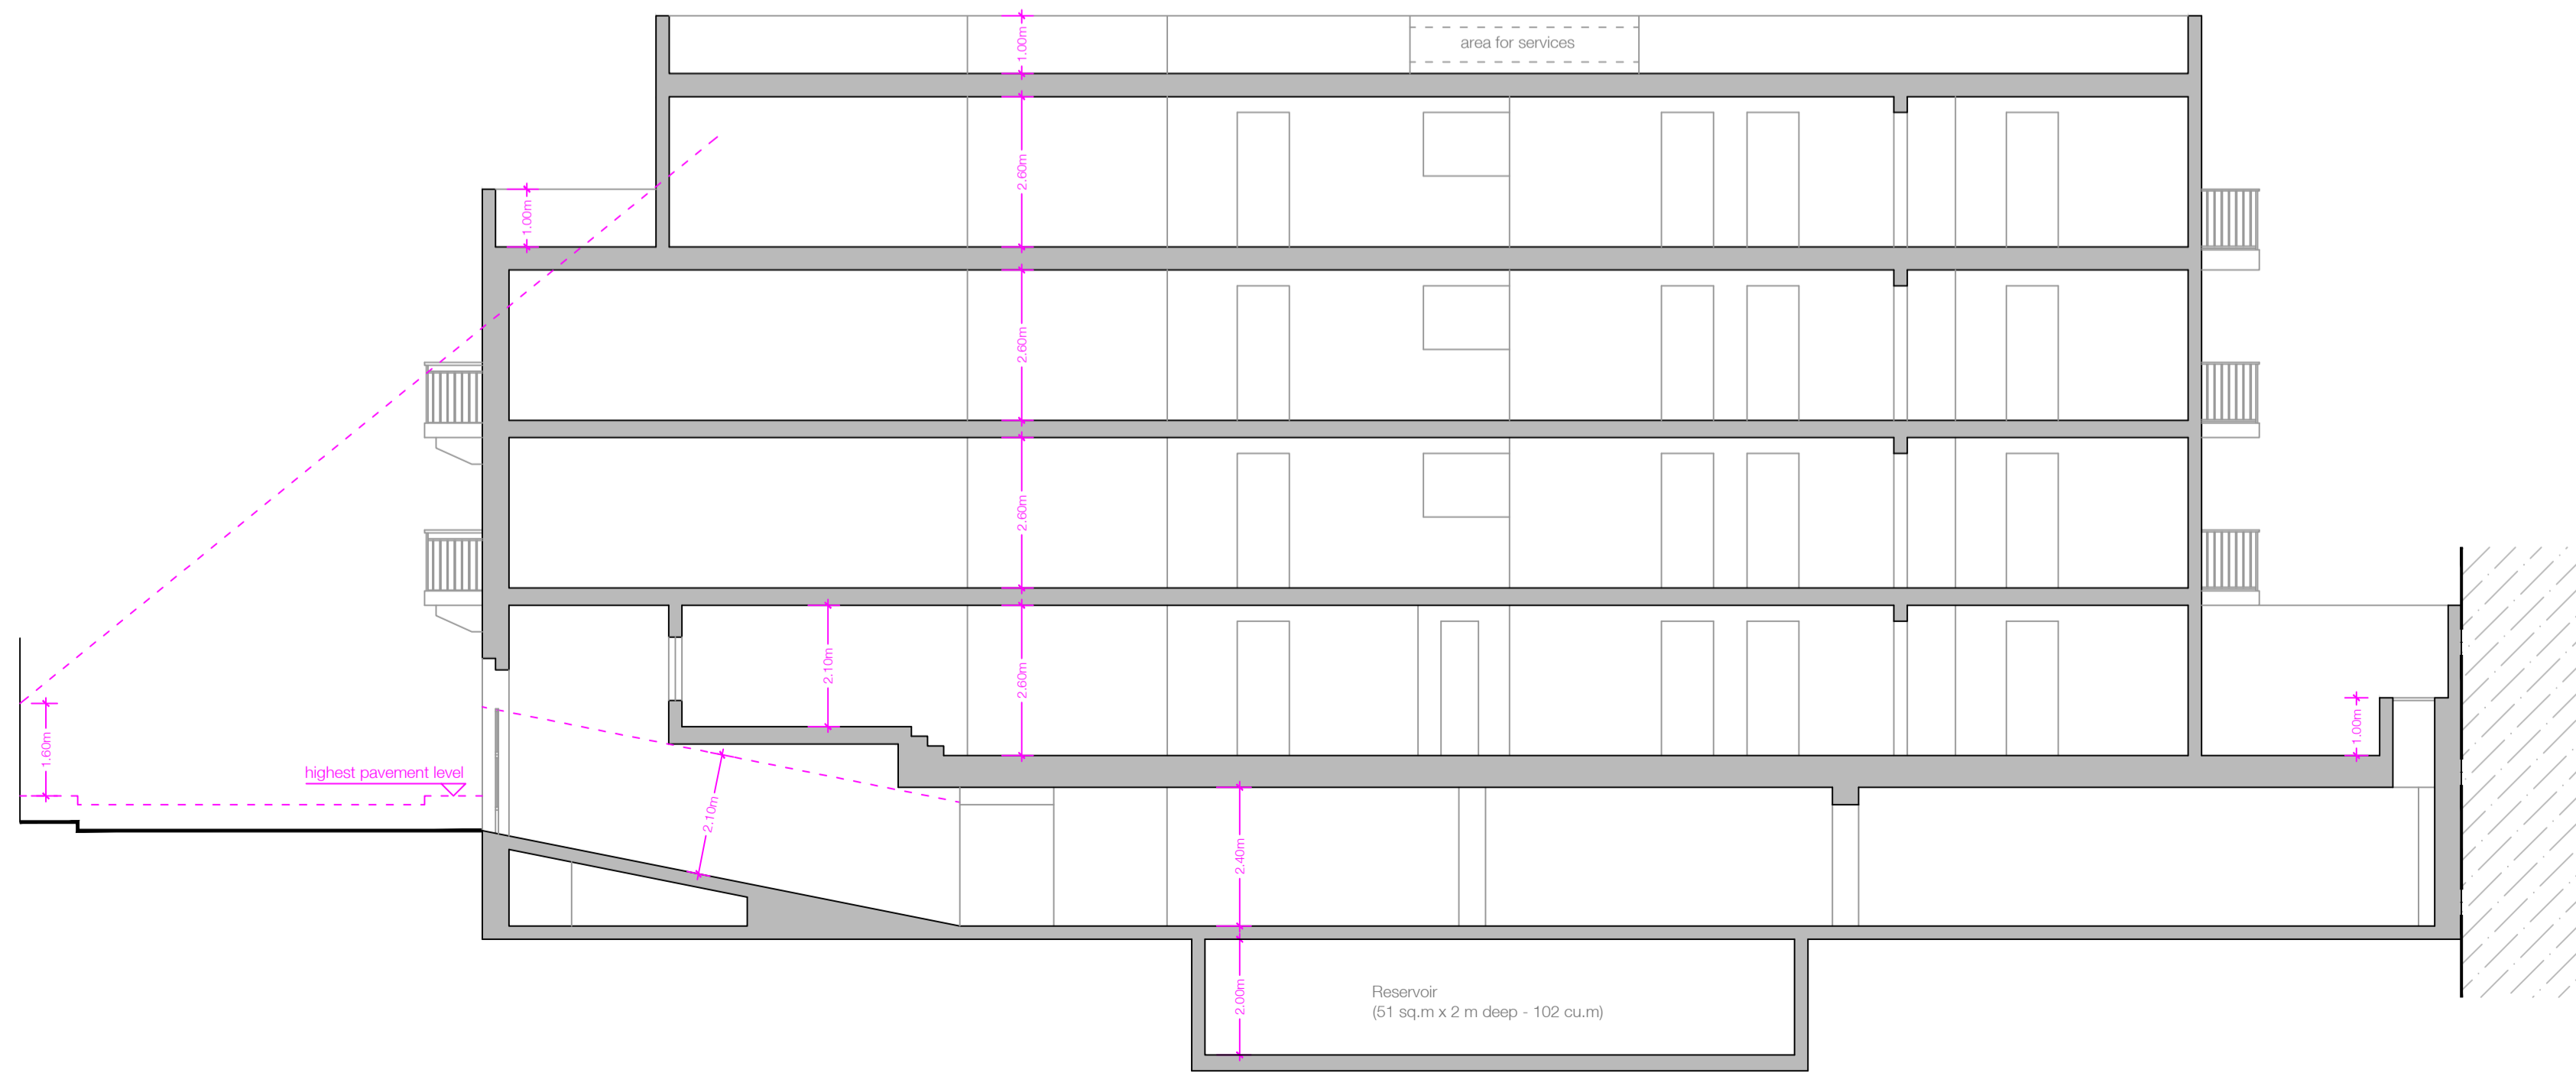 area for services
1.00m
2.60m
1.00m
2.60m
2.60m
2.10m
2.60m
1.60m
highest pavement level
1.00m
2.10m
2.40m
2.00m
Reservoir
(51 sq.m x 2 m deep - 102 cu.m)